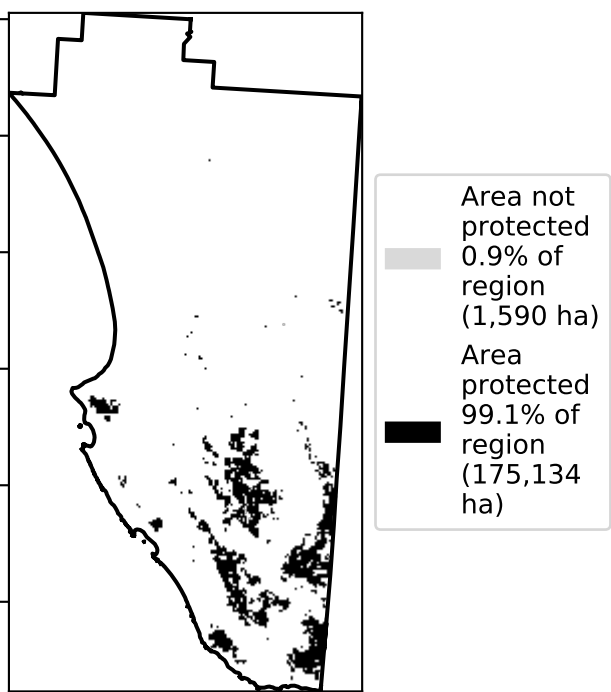 Area not
protected
0.9% of
region
(1,590 ha)
Area
protected
99.1% of
region
(175,134
ha)